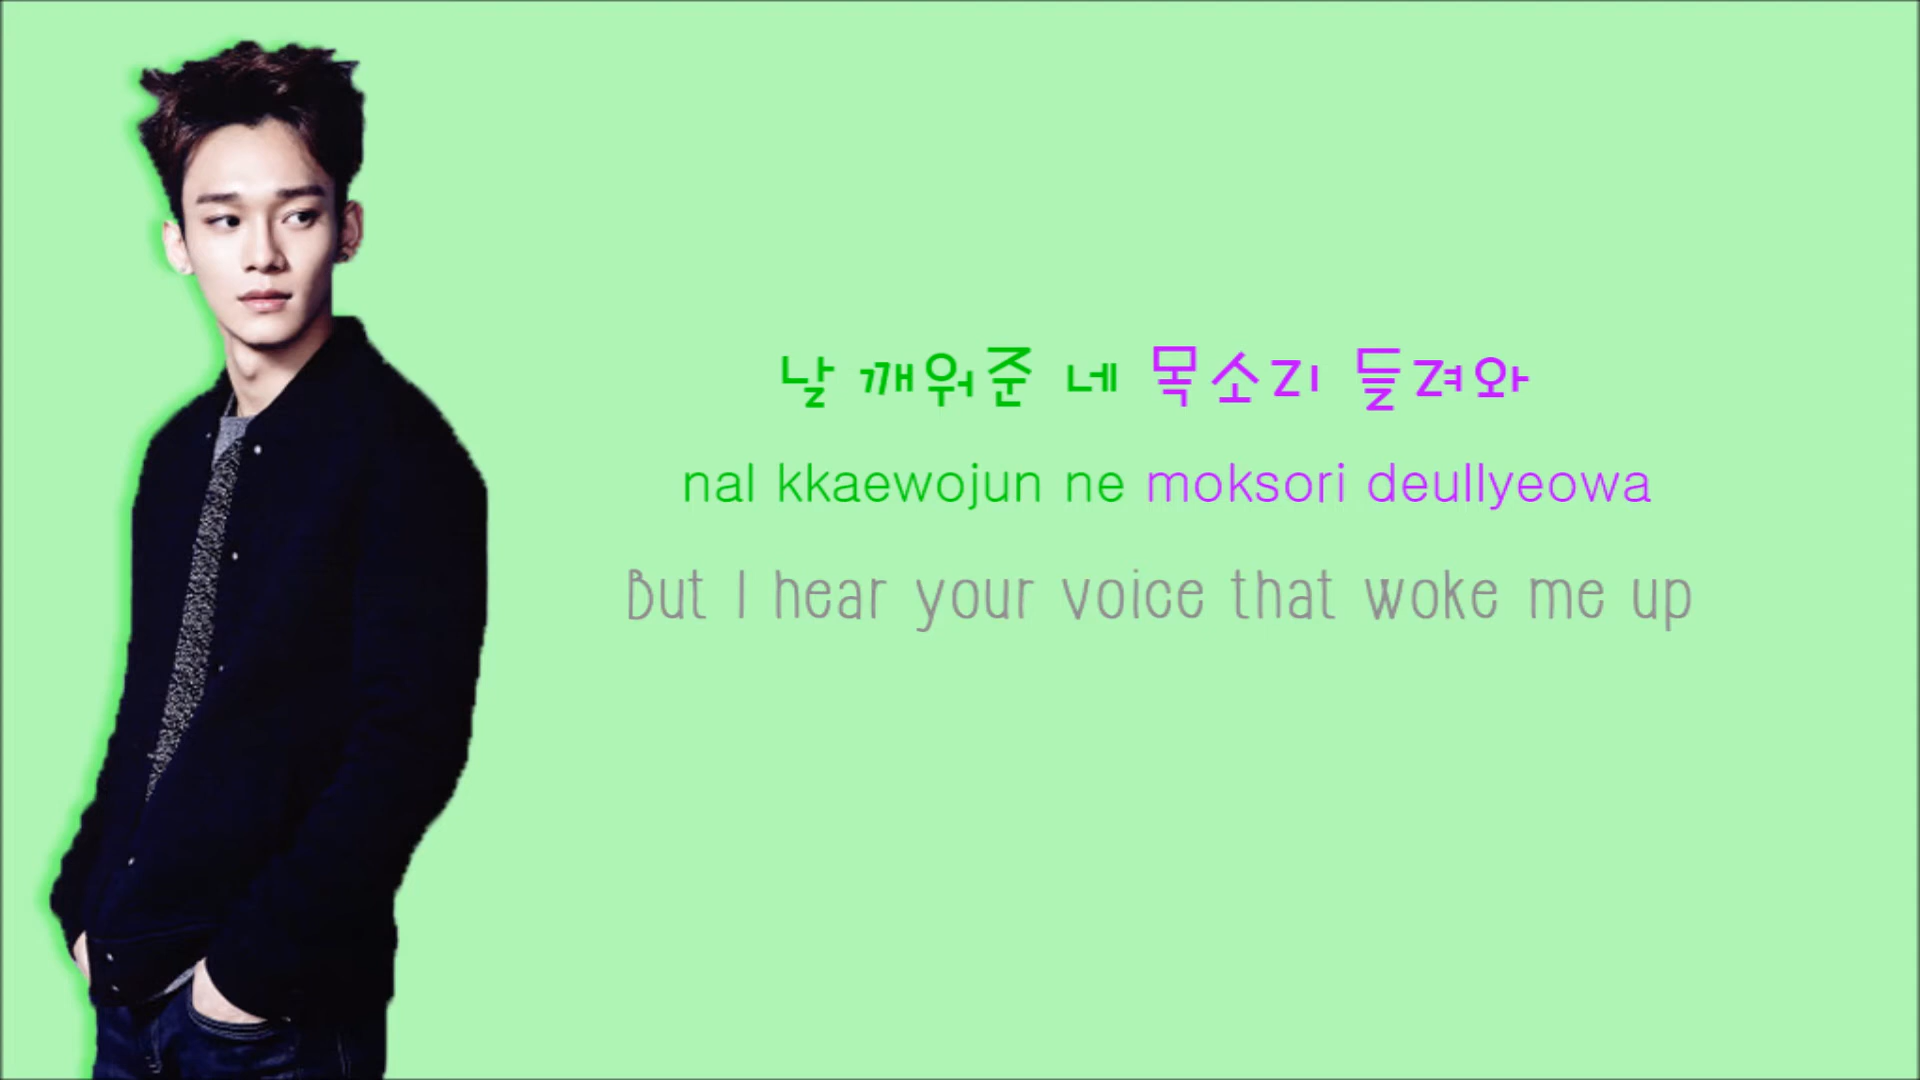 날 깨워준 네 목소리 들려와
nal kkaewojun ne moksori deullyeowa
But I hear your voice that woke me up